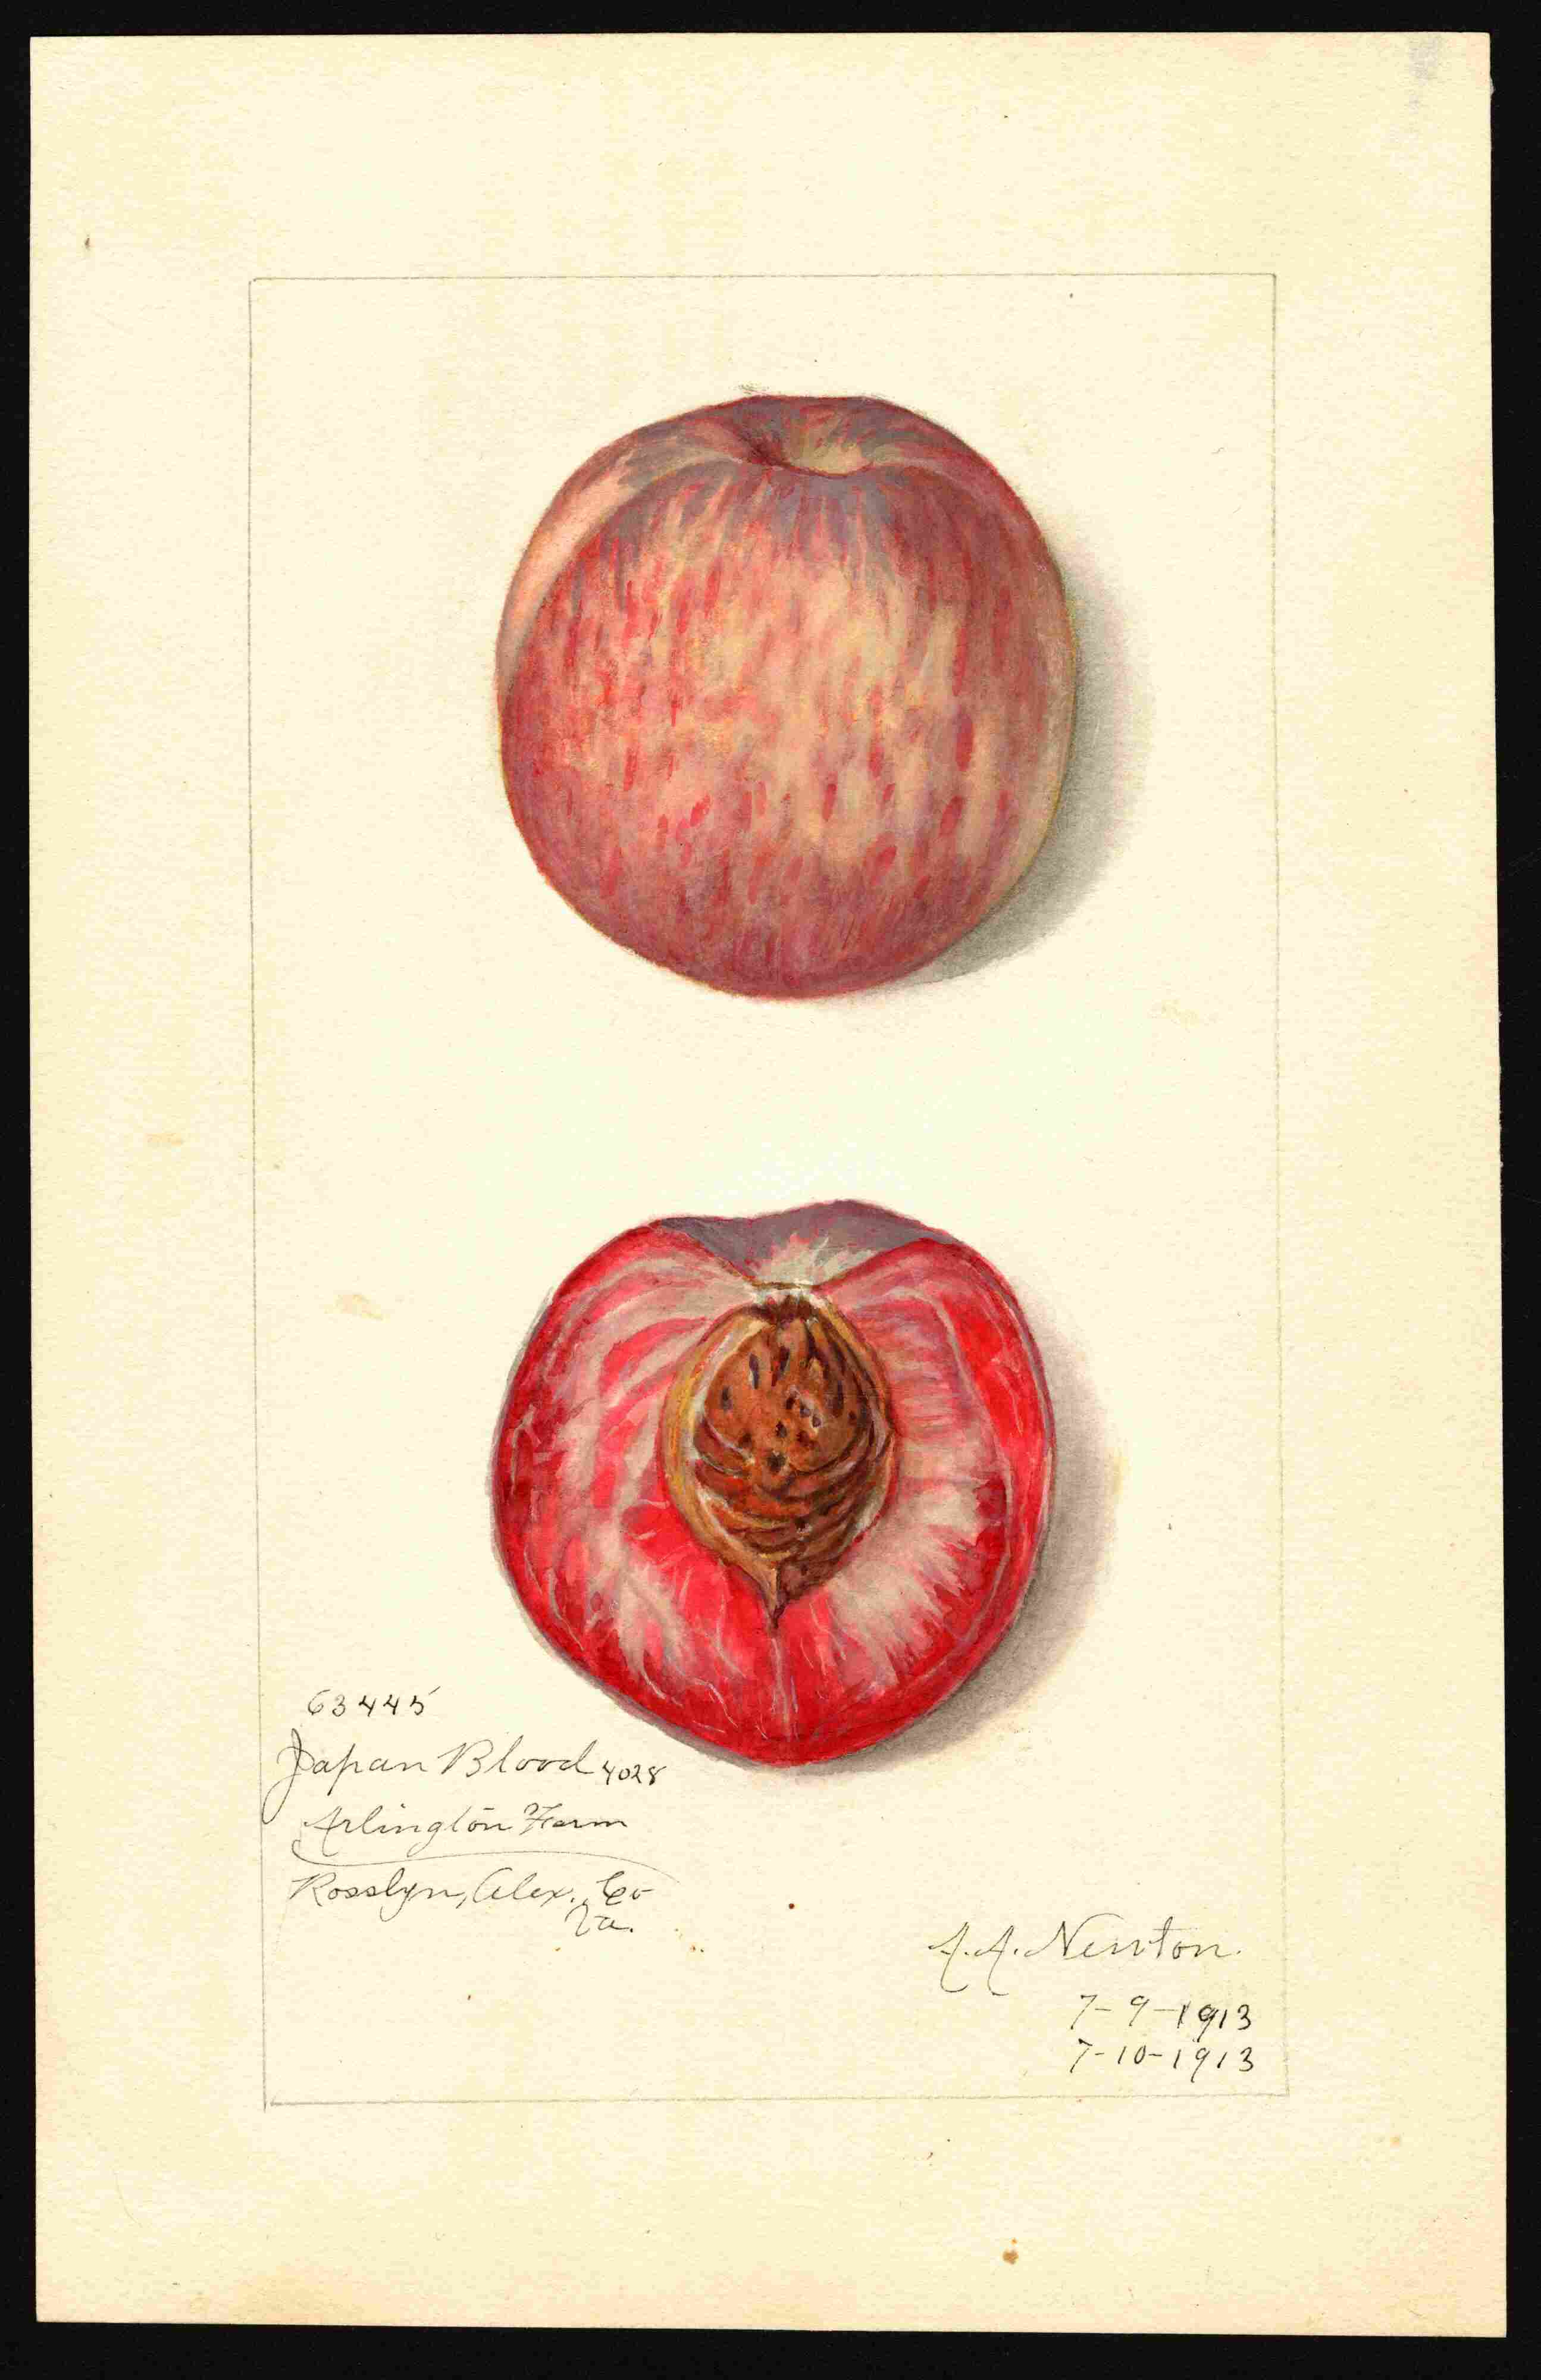 63445
Japan Blood 4028
Arlington Farm
Rosslyn, Alex. Co
Va.
A. A. Newton.
7-9-1913
7-10-1913